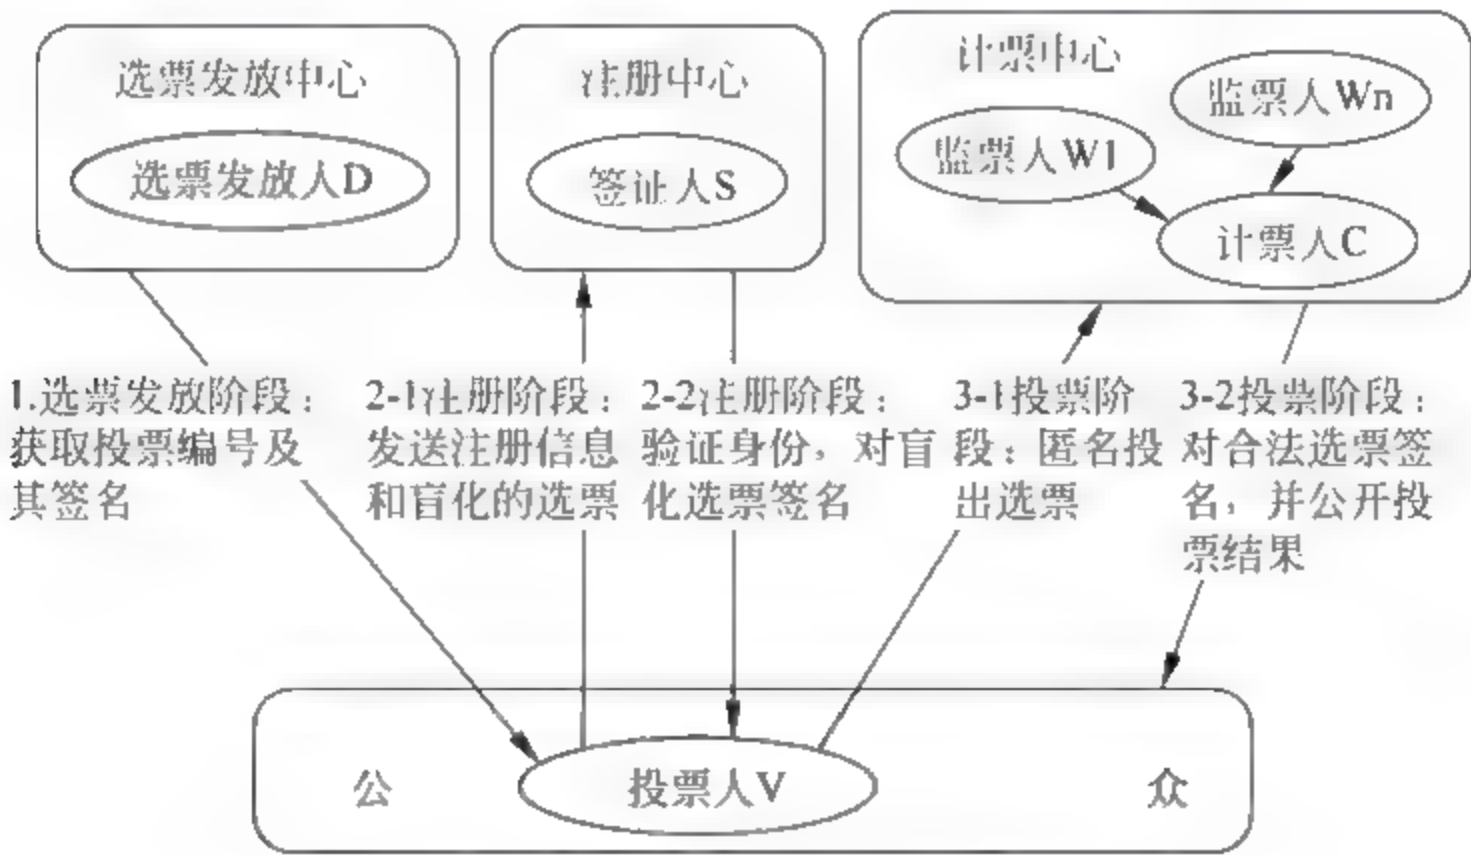 选票发放中心
选票发放人D
注册中心
签证人S
计票中心
监票人Wn
监票人W1
计票人C
1.选票发放阶段：
获取投票编号及
其签名
2-1注册阶段：
发送注册信息
和盲化的选票
2-2注册阶段：
验证身份，对盲
化选票签名
3-1投票阶
段：匿名投
出选票
3-2投票阶段：
对合法选票签
名，并公开投
票结果
公
投票人V
众